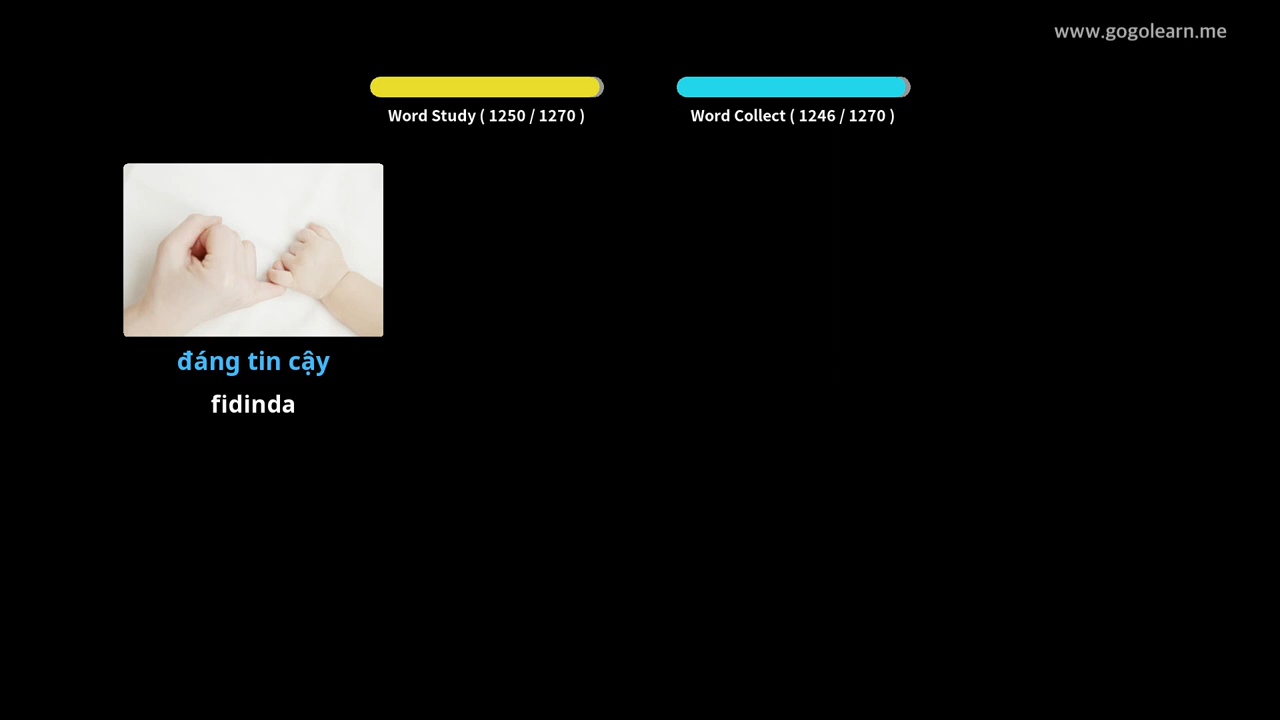 www.gogolearn.me
Word Study ( 1250 / 1270 )
Word Collect ( 1246 / 1270 )
đáng tin cậy
fidinda